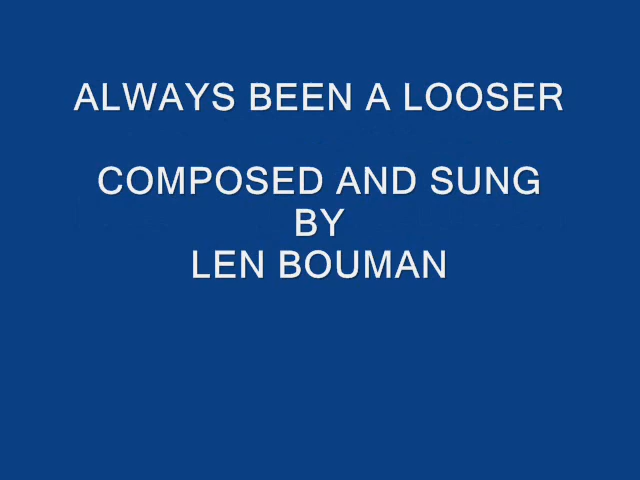 ALWAYS BEEN A LOOSER
COMPOSED AND SUNG
BY
LEN BOUMAN